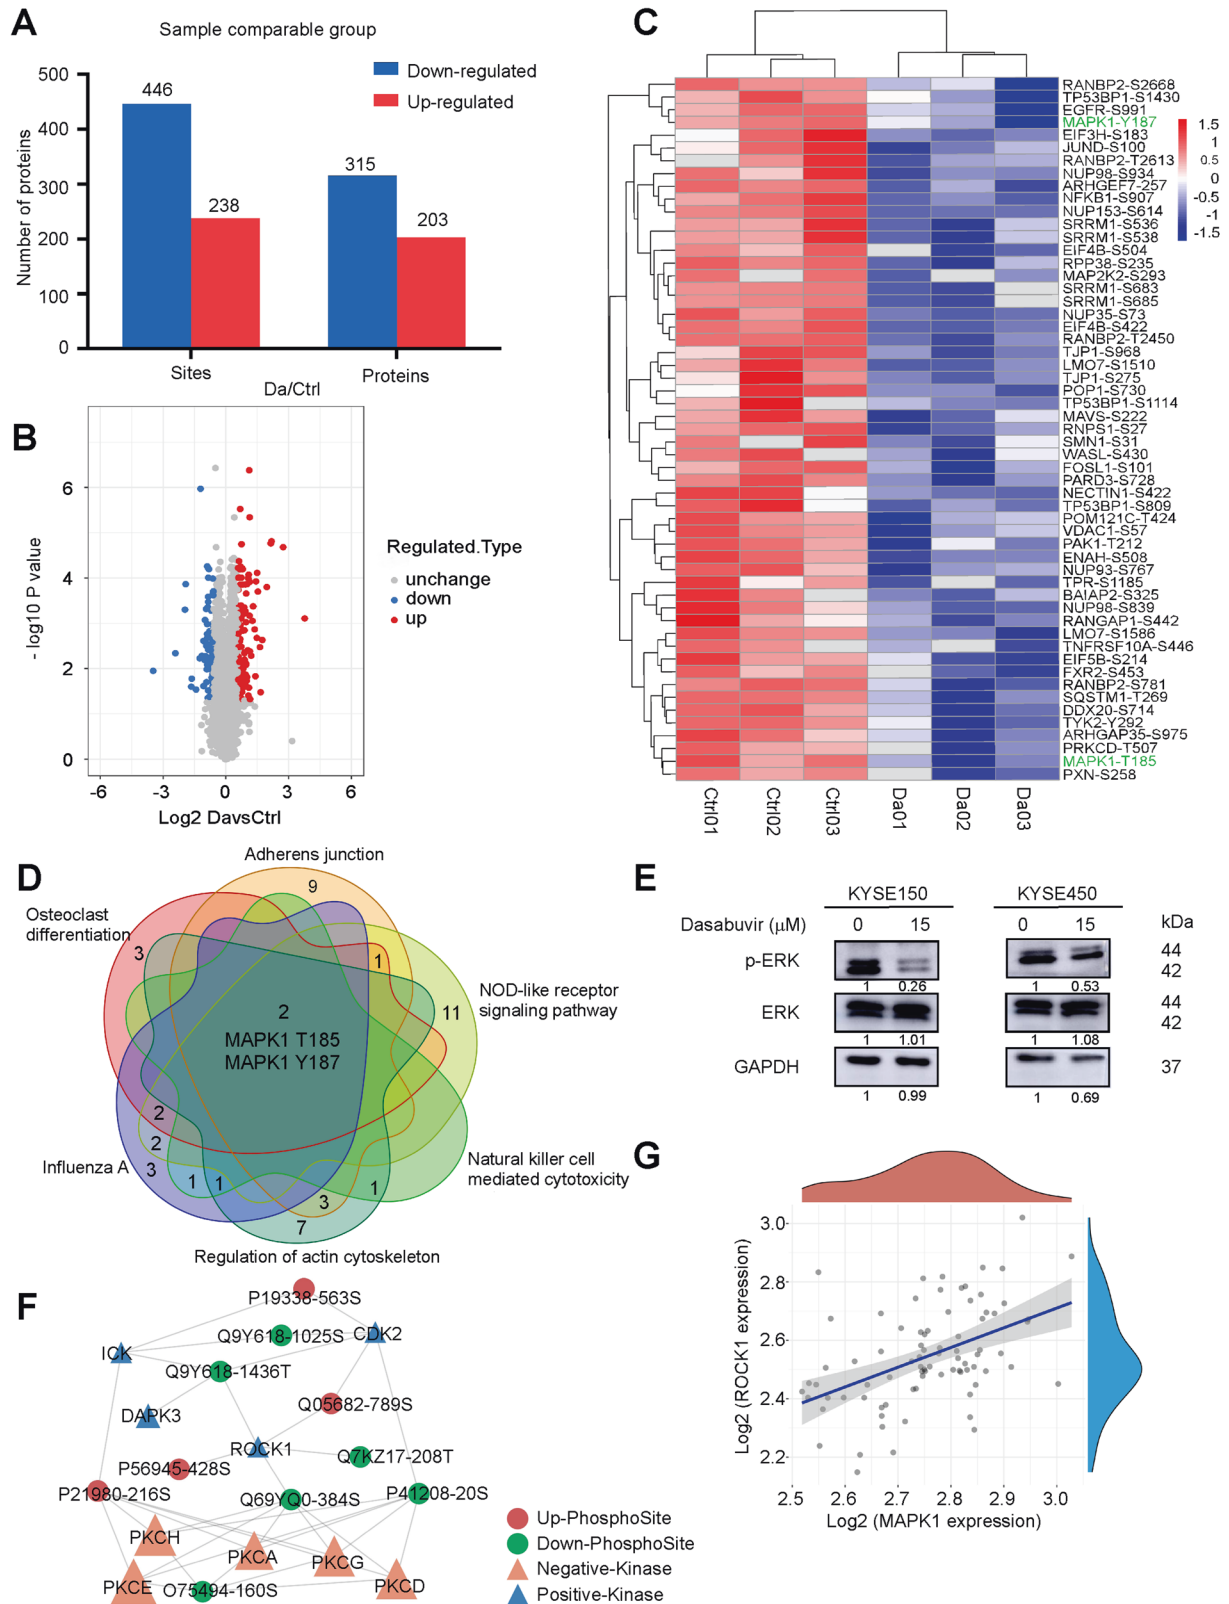 A
Sample comparable group
Down-regulated
Up-regulated
Number of proteins
500
400
300
200
100
0
446
238
315
203
Sites
Proteins
B
Da/Ctrl
- log10 P value
6
4
2
0
-6
-3
0
3
6
Log2 DavsCtrl
Regulated.Type
unchange
down
up
C
RANBP2-S2668
TP53BP1-S1430
EGFR-S991
MAPK1-Y187
EIF3H-S183
JUND-S100
RANBP2-T2613
NUP98-S934
ARHGEF7-257
NFKB1-S907
NUP153-S614
SRRM1-S536
SRRM1-S538
EIF4B-S504
RPP38-S235
MAP2K2-S293
SRRM1-S683
SRRM1-S685
NUP35-S73
EIF4B-S422
RANBP2-T2450
TJP1-S968
LMO7-S1510
TJP1-S275
POP1-S730
TP53BP1-S1114
MAVS-S222
RNPS1-S27
SMN1-S31
WASL-S430
FOSL1-S101
PARD3-S728
NECTIN1-S422
TP53BP1-S809
POM121C-T424
VDAC1-S57
PAK1-T212
ENAH-S508
NUP93-S767
TPR-S1185
BAIAP2-S325
NUP98-S839
RANGAP1-S442
LMO7-S1586
TNFRSF10A-S446
EIF5B-S214
FXR2-S453
RANBP2-S781
SQSTM1-T269
DDX20-S714
TYK2-Y292
ARHGAP35-S975
PRKCD-T507
MAPK1-T185
PXN-S258
1.5
1
0.5
0
-0.5
-1
-1.5
Ctrl01
Ctrl02
Ctrl03
Da01
Da02
Da03
D
Adherens junction
Osteoclast
differentiation
NOD-like receptor
signaling pathway
Natural killer cell
mediated cytotoxicity
Influenza A
Regulation of actin cytoskeleton
9
3
1
11
2
MAPK1 T185
MAPK1 Y187
2
2
3
1
1
1
3
7
E
KYSE150
KYSE450
Dasabuvir (μM)
0
15
0
15
kDa
p-ERK
44
42
1
0.26
1
0.53
ERK
44
42
1
1.01
1
1.08
GAPDH
37
1
0.99
1
0.69
F
P19338-563S
Q9Y618-1025S
CDK2
ICK
Q9Y618-1436T
Q05682-789S
DAPK3
ROCK1
Q7KZ17-208T
P56945-428S
P21980-216S
Q69YQ0-384S
P41208-20S
PKCH
PKCA
PKCG
PKCE
O75494-160S
PKCD
Up-PhosphoSite
Down-PhosphoSite
Negative-Kinase
Positive-Kinase
G
Log2 (ROCK1 expression)
3.0
2.8
2.6
2.4
2.2
2.5
2.6
2.7
2.8
2.9
3.0
Log2 (MAPK1 expression)